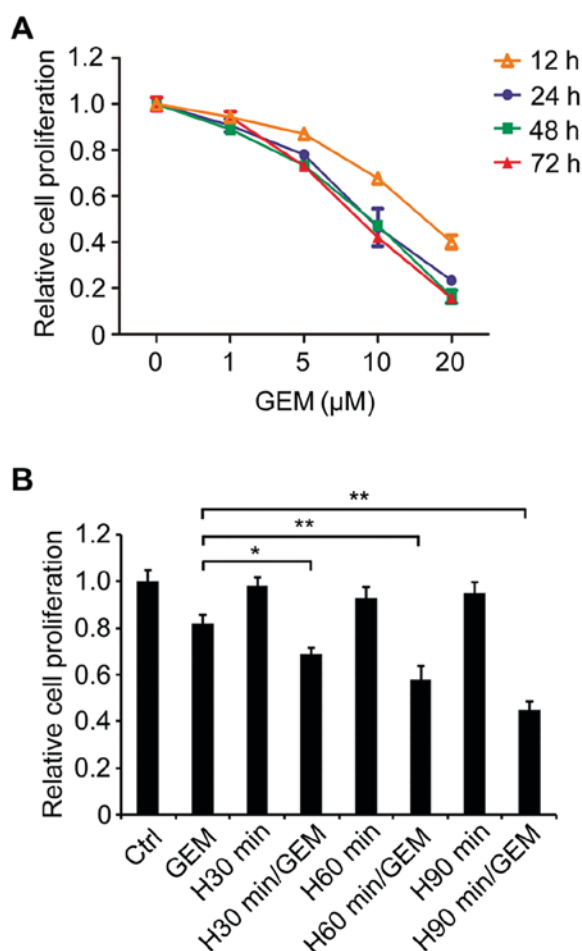 A
1.2
1.0
0.8
0.6
0.4
0.2
0
Relative cell proliferation
0 1 5 10 20
GEM (µM)
12 h
24 h
48 h
72 h
B
**
**
*
1.2
1.0
0.8
0.6
0.4
0.2
0
Relative cell proliferation
Ctrl
GEM
H30 min
H30 min/GEM
H60 min
H60 min/GEM
H90 min
H90 min/GEM